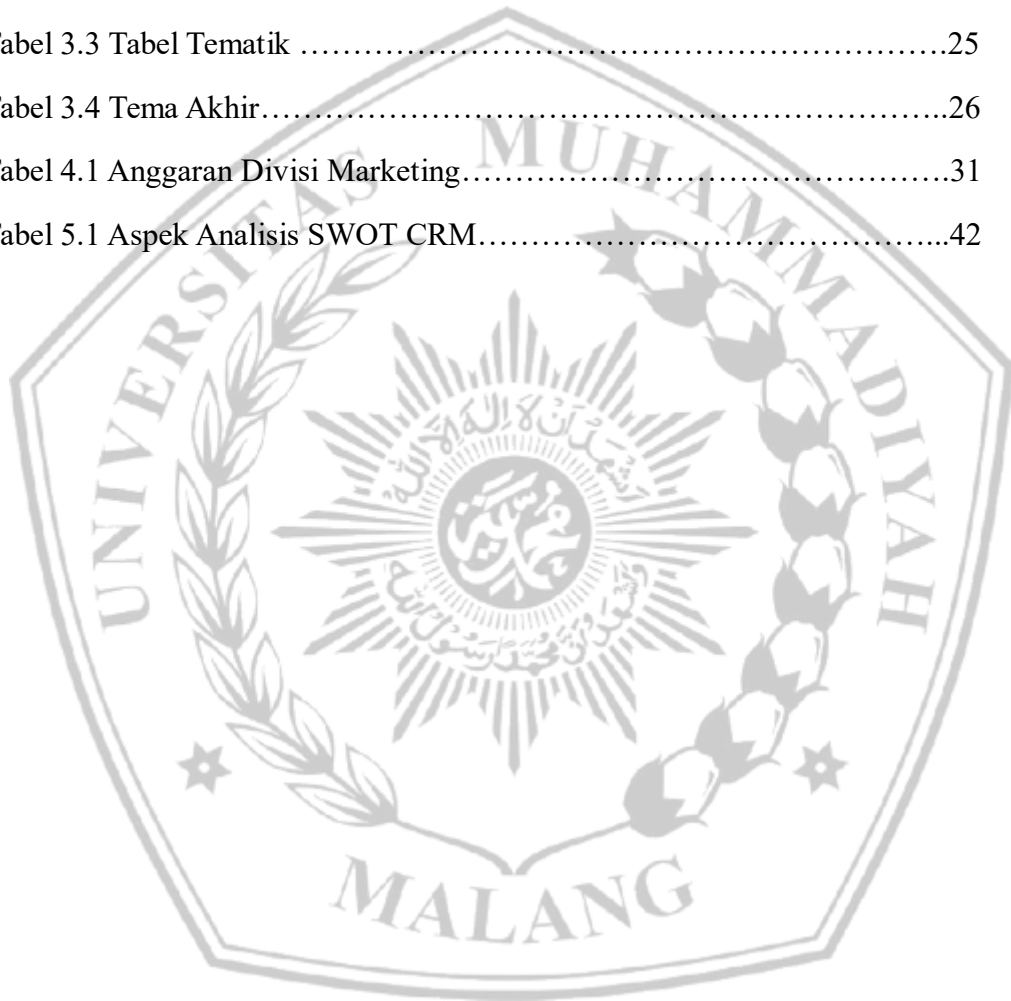 abel 3.3 Tabel Tematik ……………………………………………………….25
abel 3.4 Tema Akhir…………………………………………………………..26
abel 4.1 Anggaran Divisi Marketing……………………………………….31
abel 5.1 Aspek Analisis SWOT CRM……………………………………...42
UNIVERSITAS MUHAMMADIYAH
MALANG